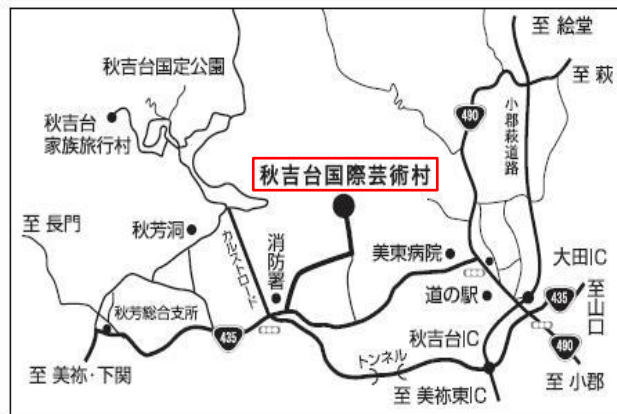 至 絵堂
秋吉台国定公園
至 萩
490
小郡萩道路
秋吉台
家族旅行村
秋吉台国際芸術村
至 長門
秋芳洞
カルストロード
消防署
美東病院
大田IC
道の駅
435
至山口
秋芳総合支所
435
秋吉台IC
490
トンネル
至 美祢・下関
至 小郡
至 美祢東IC